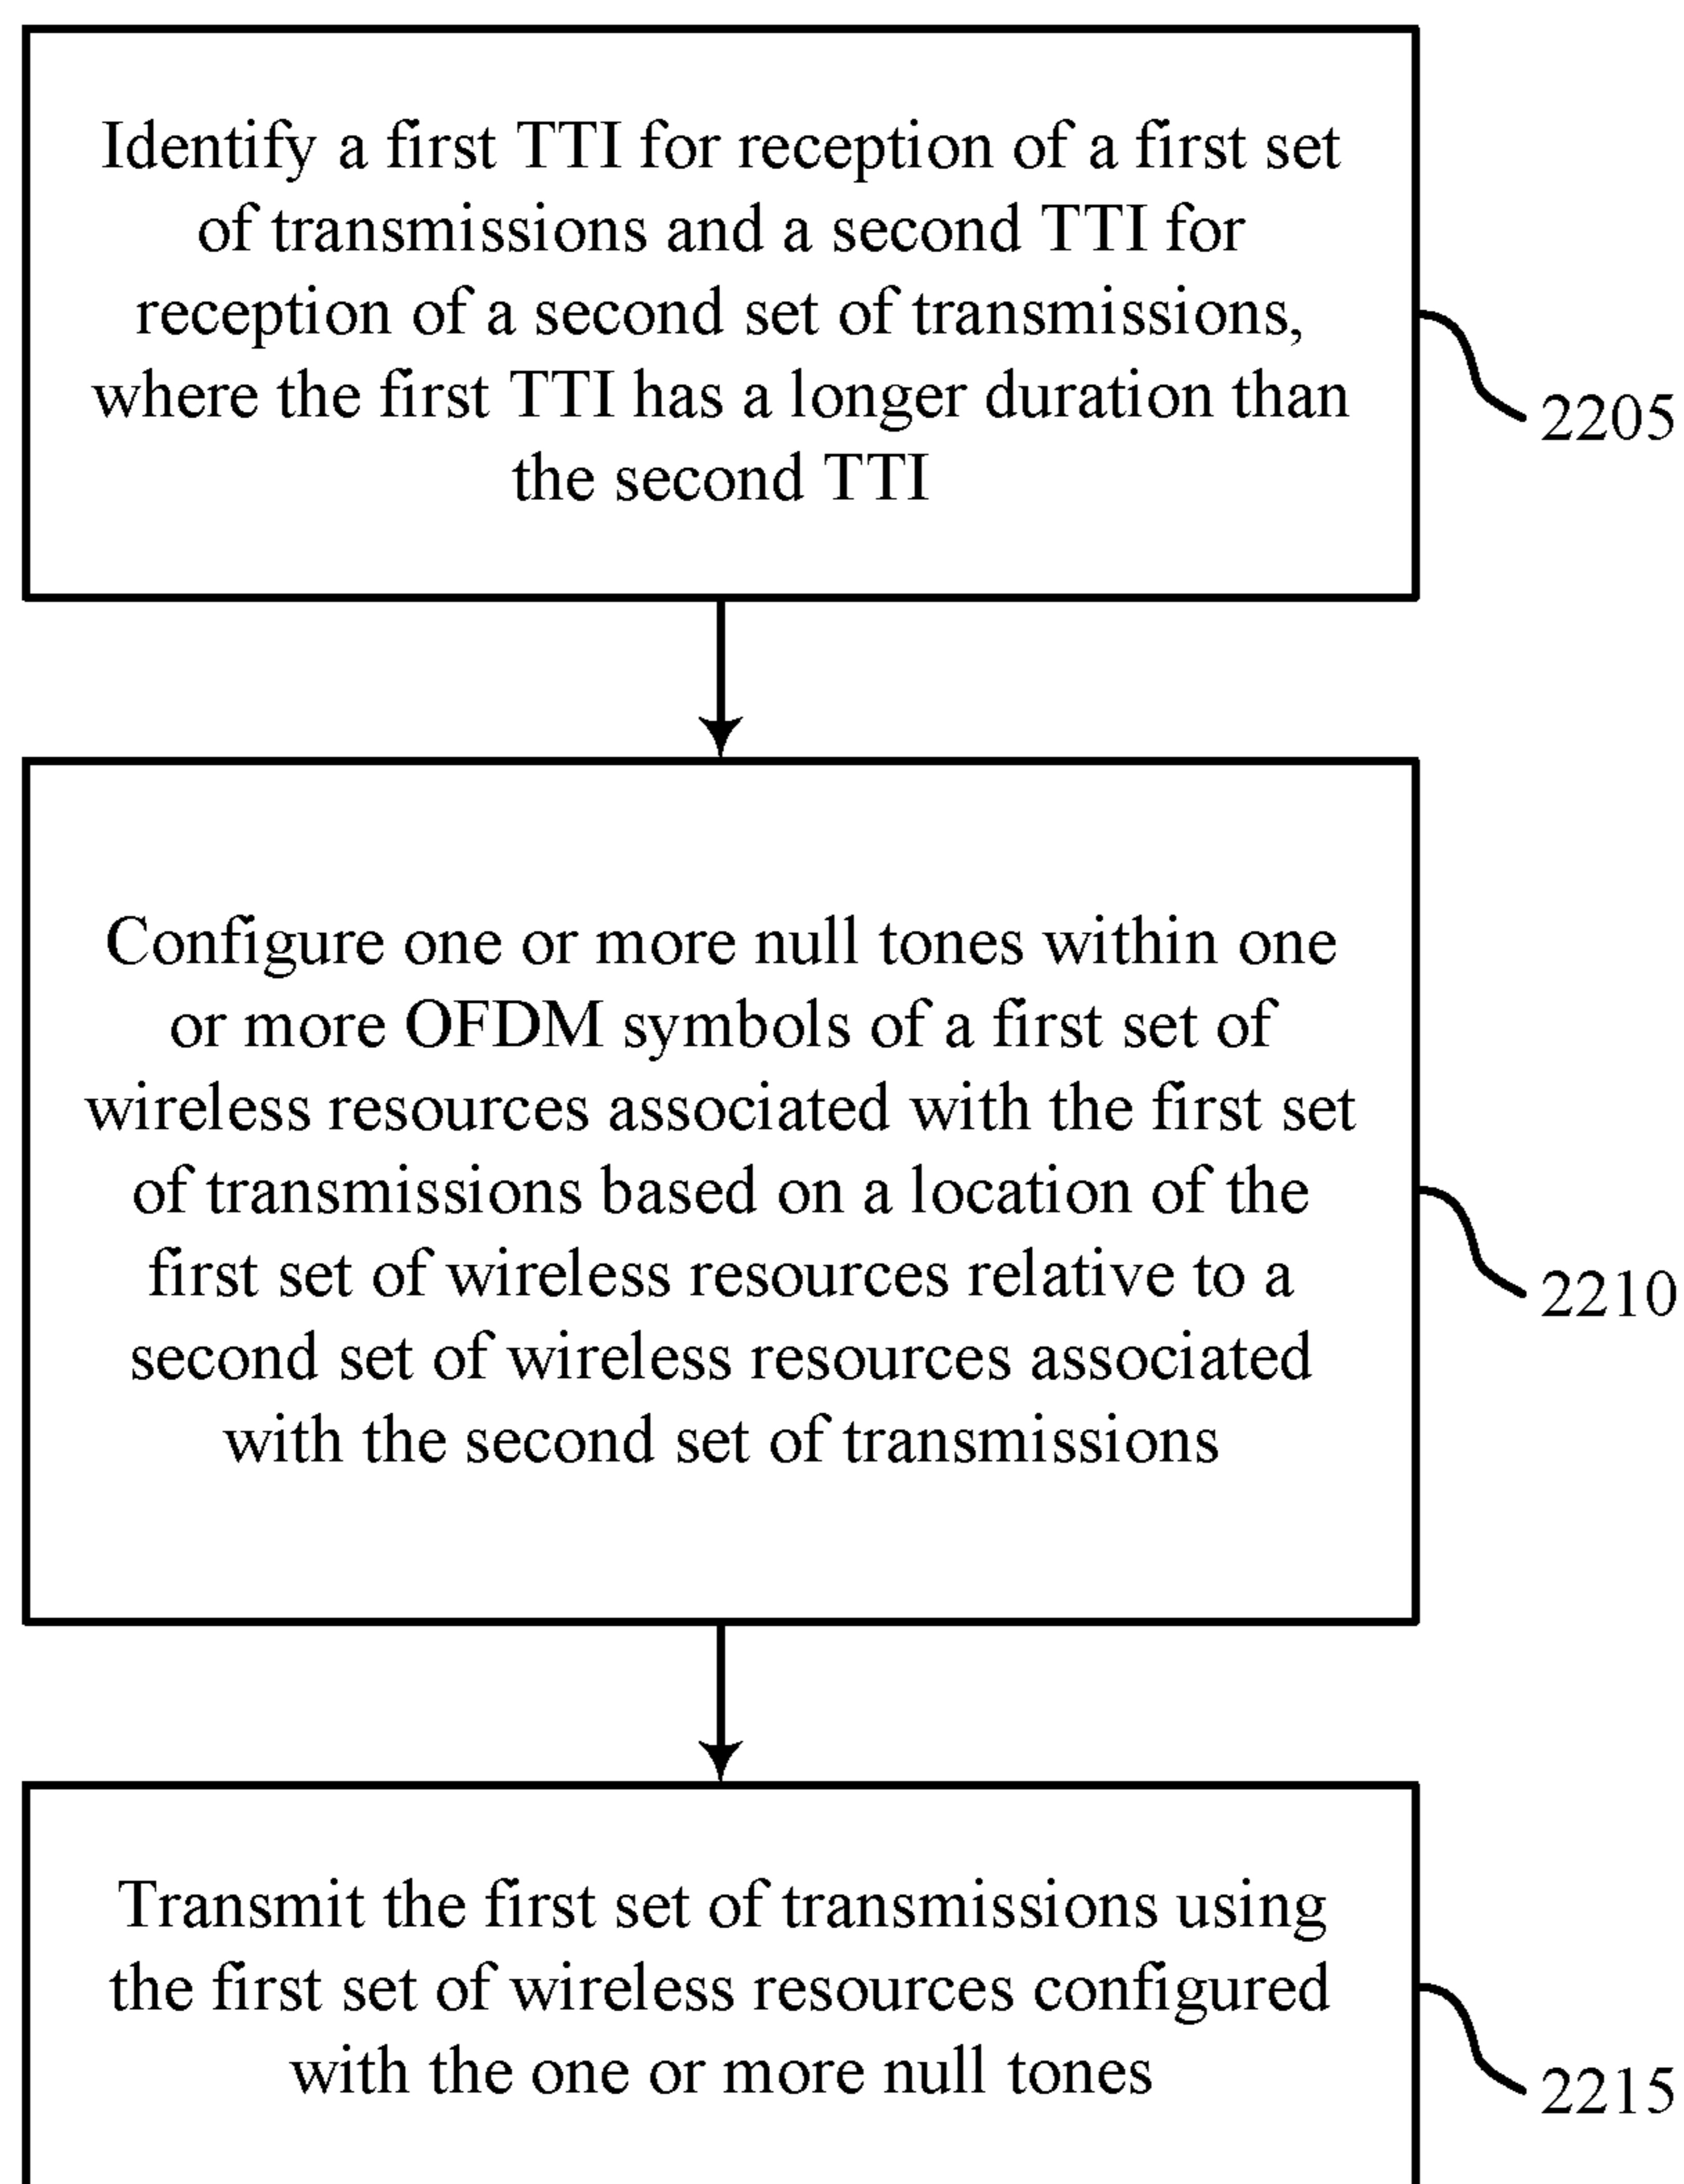 Identify a first TTI for reception of a first set
of transmissions and a second TTI for
reception of a second set of transmissions,
where the first TTI has a longer duration than
the second TTI
2205
Configure one or more null tones within one
or more OFDM symbols of a first set of
wireless resources associated with the first set
of transmissions based on a location of the
first set of wireless resources relative to a
second set of wireless resources associated
with the second set of transmissions
2210
Transmit the first set of transmissions using
the first set of wireless resources configured
with the one or more null tones
2215